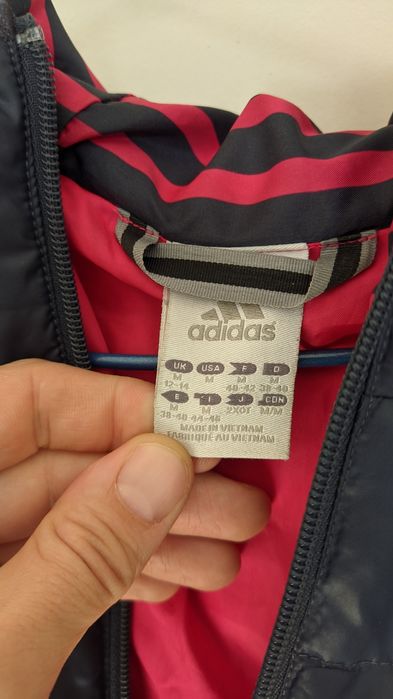 adidas
UK USA F D
M M M M
12-14 M 40-42 38-40
E I J CDN
M M 2XOT M/M
38-40 44-46
MADE IN VIETNAM
FABRIQUÉ AU VIETNAM